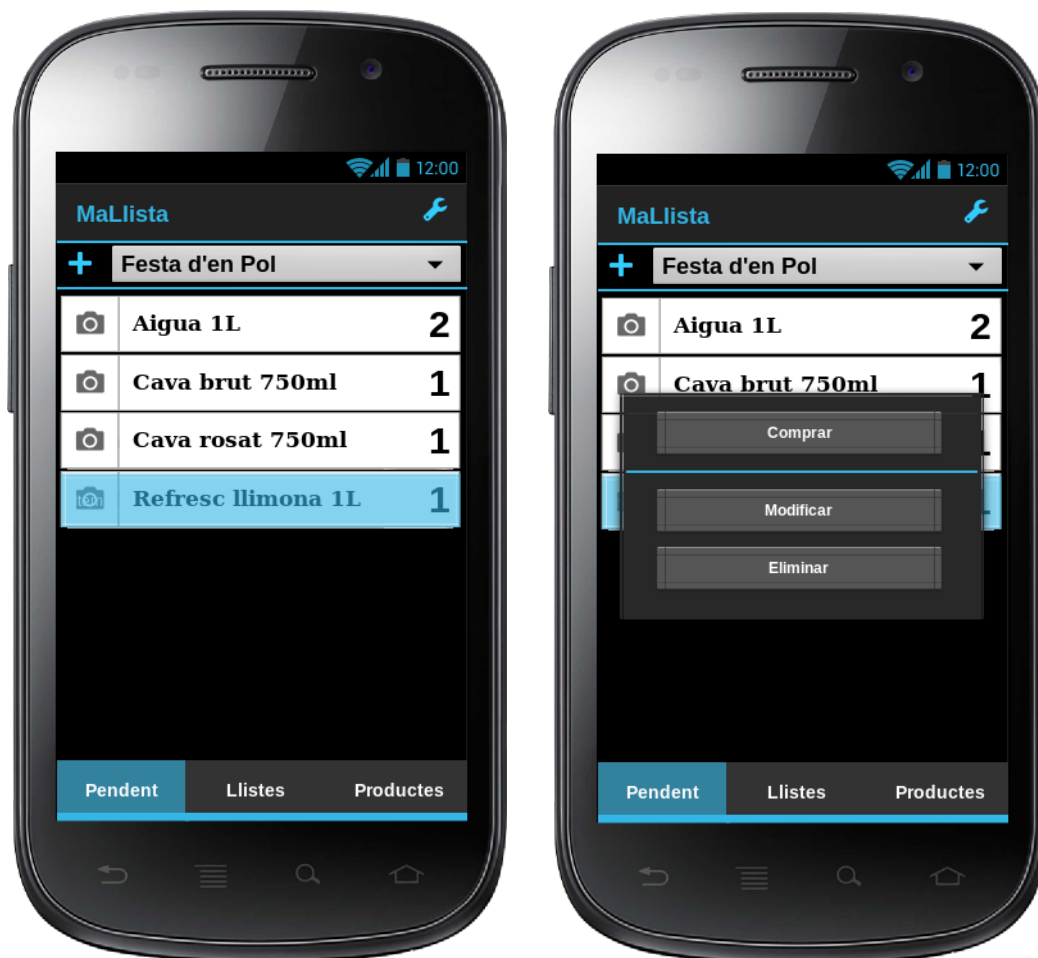 12:00
MaLlista
Festa d'en Pol
Aigua 1L 2
Cava brut 750ml 1
Cava rosat 750ml 1
Refresc llimona 1L 1
Pendent Llistes Productes
12:00
MaLlista
Festa d'en Pol
Aigua 1L 2
Cava brut 750ml 1
Comprar
Modificar
Eliminar
Pendent Llistes Productes